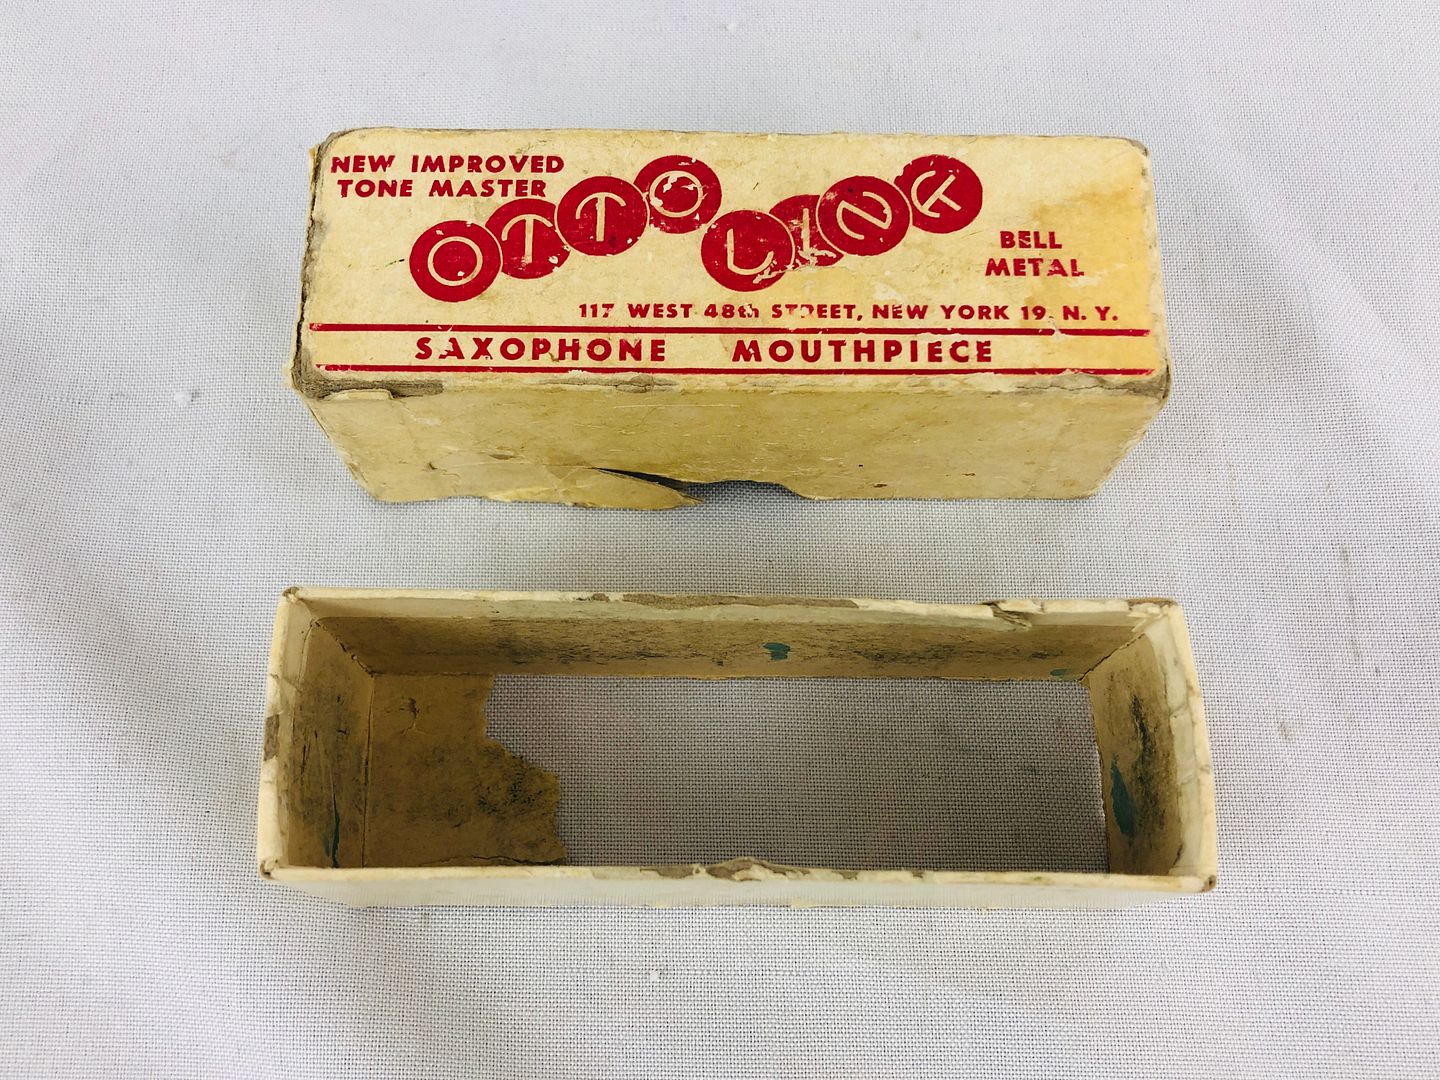 NEW IMPROVED
TONE MASTER
OTTO LINK
BELL
METAL
117 WEST 48th STREET, NEW YORK 19, N. Y.
SAXOPHONE MOUTHPIECE